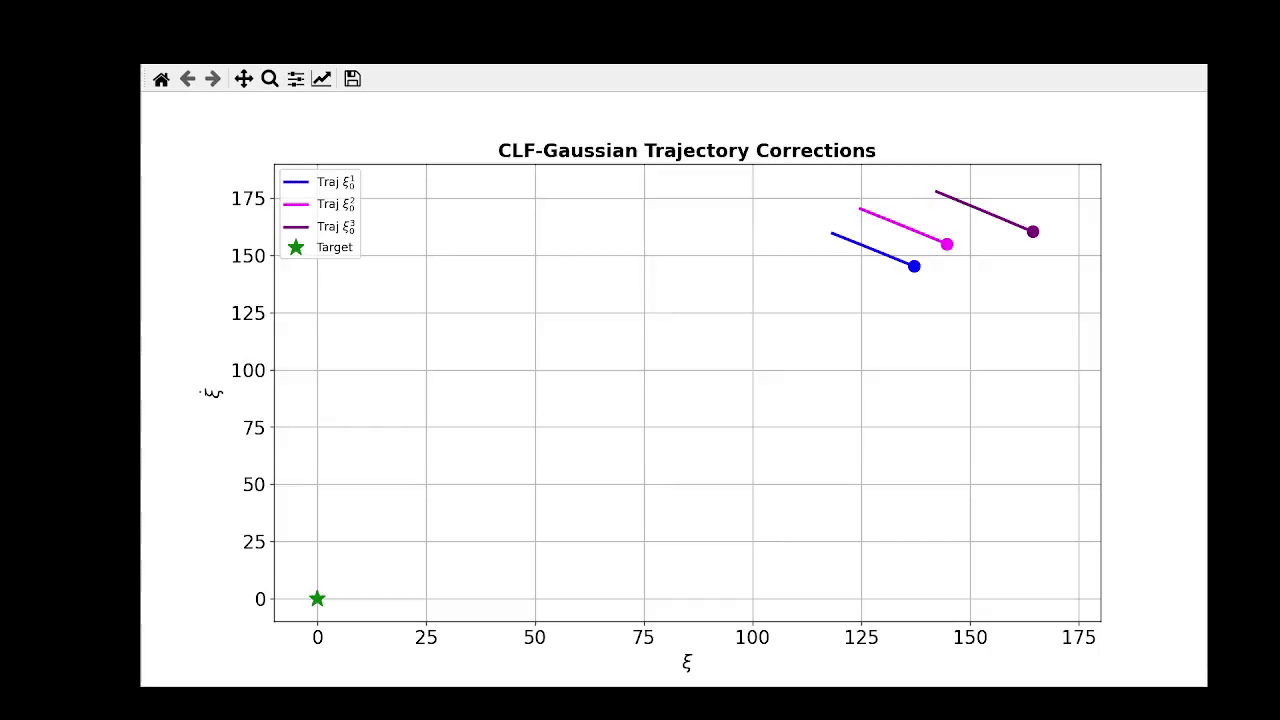 CLF-Gaussian Trajectory Corrections
Traj ξ₀¹
Traj ξ₀²
Traj ξ₀³
Target
175
150
125
100
75
50
25
0
ξ̇
0 25 50 75 100 125 150 175
ξ